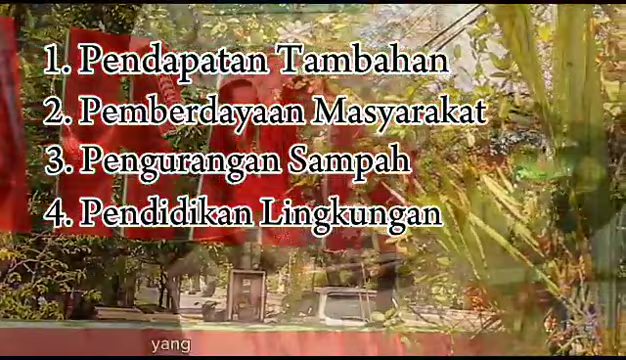 1. Pendapatan Tambahan
2. Pemberdayaan Masyarakat
3. Pengurangan Sampah
4. Pendidikan Lingkungan
yang